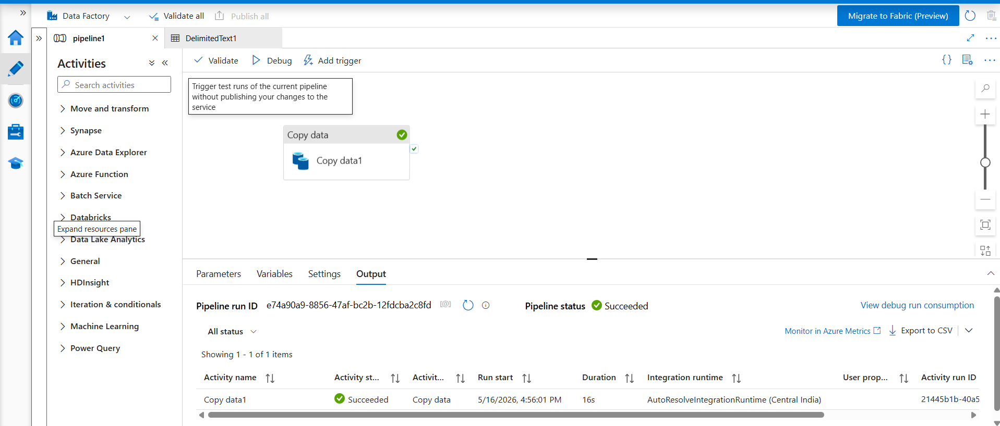 Data Factory
Validate all
Publish all
Migrate to Fabric (Preview)
pipeline1
DelimitedText1
Activities
Search activities
Move and transform
Synapse
Azure Data Explorer
Azure Function
Batch Service
Databricks
Expand resources pane
Data Lake Analytics
General
HDInsight
Iteration & conditionals
Machine Learning
Power Query
Validate
Debug
Add trigger
Trigger test runs of the current pipeline
without publishing your changes to the
service
Copy data
Copy data1
Parameters Variables Settings Output
Pipeline run ID e74a90a9-8856-47af-bc2b-12fdcba2c8fd [@] Pipeline status Succeeded
View debug run consumption
All status
Monitor in Azure Metrics Export to CSV
Showing 1 - 1 of 1 items
Activity name Activity st... Activit... Run start Duration Integration runtime User prop... Activity run ID
Copy data1 Succeeded Copy data 5/16/2026, 4:56:01 PM 16s AutoResolveIntegrationRuntime (Central India) 21445b1b-40a5